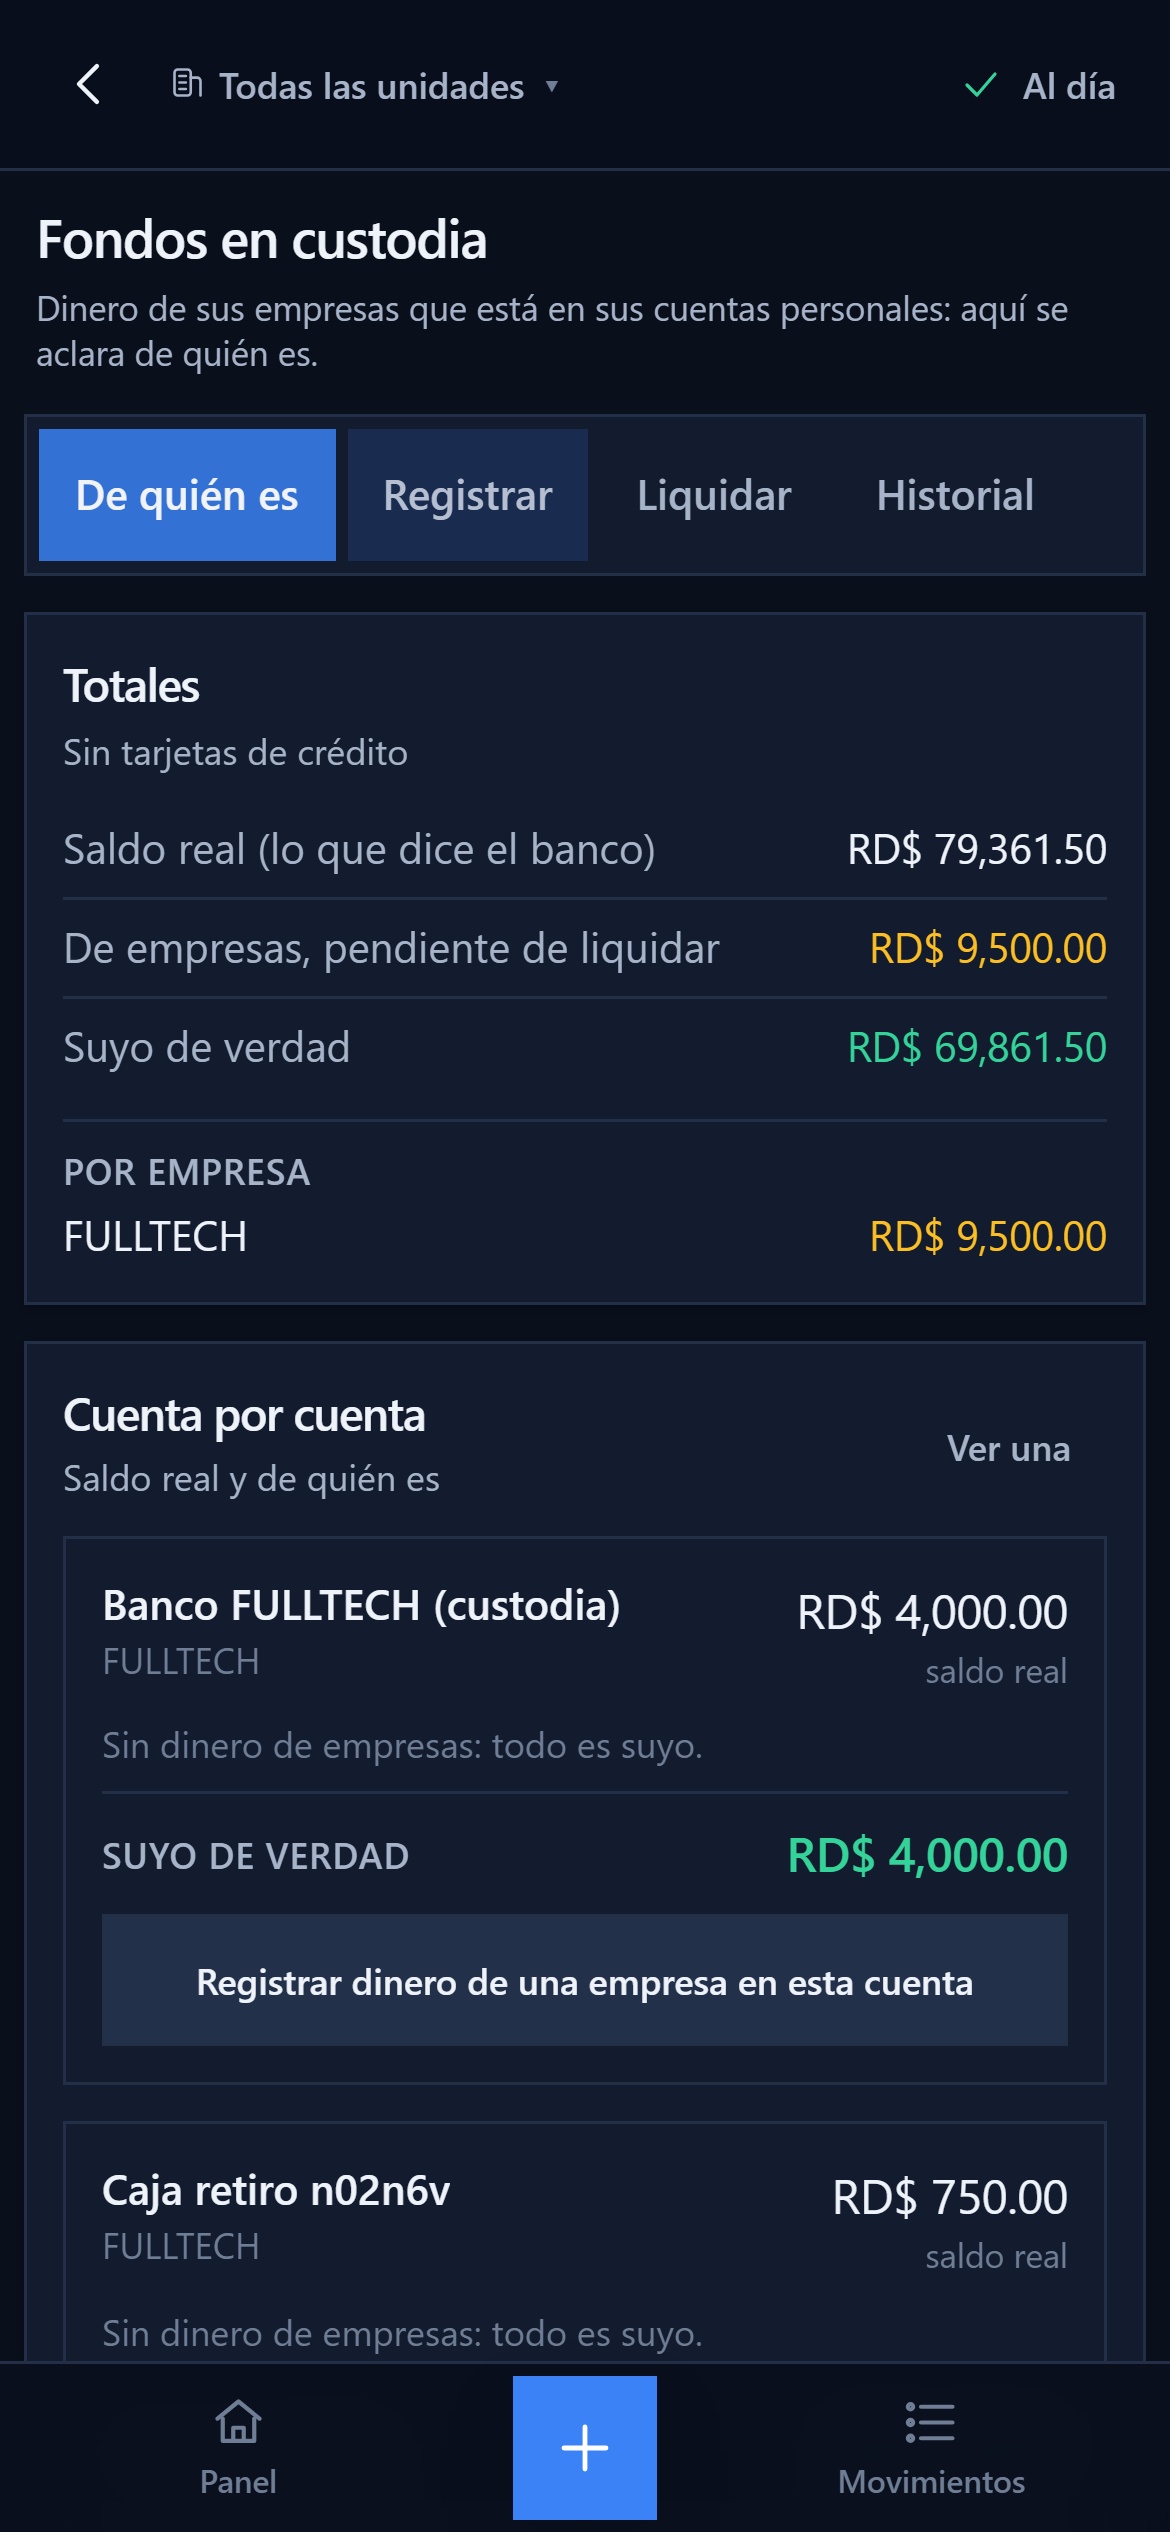 Todas las unidades ▼
Al día
Fondos en custodia
Dinero de sus empresas que está en sus cuentas personales: aquí se
aclara de quién es.
De quién es
Registrar
Liquidar
Historial
Totales
Sin tarjetas de crédito
Saldo real (lo que dice el banco) RD$ 79,361.50
De empresas, pendiente de liquidar RD$ 9,500.00
Suyo de verdad RD$ 69,861.50
POR EMPRESA
FULLTECH RD$ 9,500.00
Cuenta por cuenta
Saldo real y de quién es
Ver una
Banco FULLTECH (custodia) RD$ 4,000.00
FULLTECH saldo real
Sin dinero de empresas: todo es suyo.
SUYO DE VERDAD RD$ 4,000.00
Registrar dinero de una empresa en esta cuenta
Caja retiro n02n6v RD$ 750.00
FULLTECH saldo real
Sin dinero de empresas: todo es suyo.
Panel
Movimientos